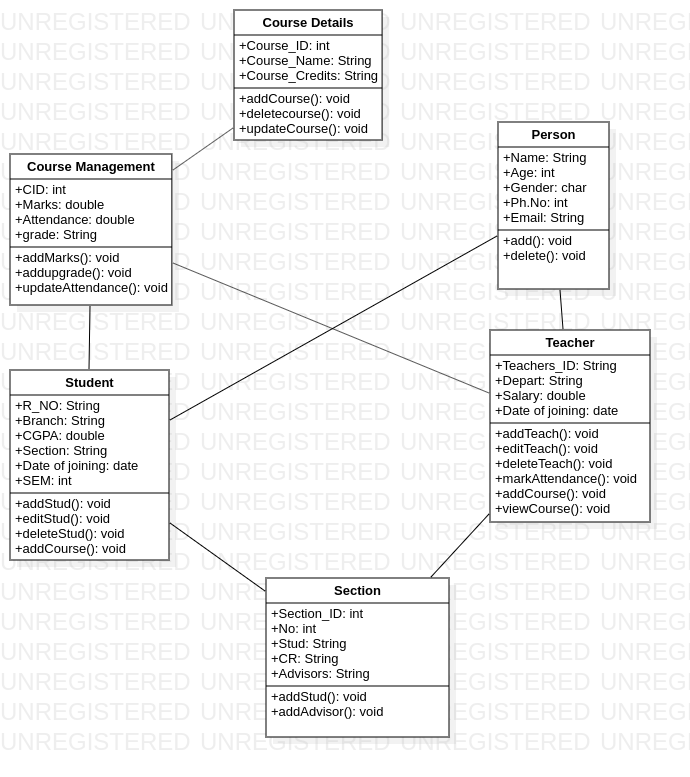 Course Details
+Course_ID: int
+Course_Name: String
+Course_Credits: String
+addCourse(): void
+deletecourse(): void
+updateCourse(): void
Person
+Name: String
+Age: int
+Gender: char
+Ph.No: int
+Email: String
+add(): void
+delete(): void
Course Management
+CID: int
+Marks: double
+Attendance: double
+grade: String
+addMarks(): void
+addupgrade(): void
+updateAttendance(): void
Teacher
+Teachers_ID: String
+Depart: String
+Salary: double
+Date of joining: date
+addTeach(): void
+editTeach(): void
+deleteTeach(): void
+markAttendance(): void
+addCourse(): void
+viewCourse(): void
Student
+R_NO: String
+Branch: String
+CGPA: double
+Section: String
+Date of joining: date
+SEM: int
+addStud(): void
+editStud(): void
+deleteStud(): void
+addCourse(): void
Section
+Section_ID: int
+No: int
+Stud: String
+CR: String
+Advisors: String
+addStud(): void
+addAdvisor(): void
UNREGISTERED